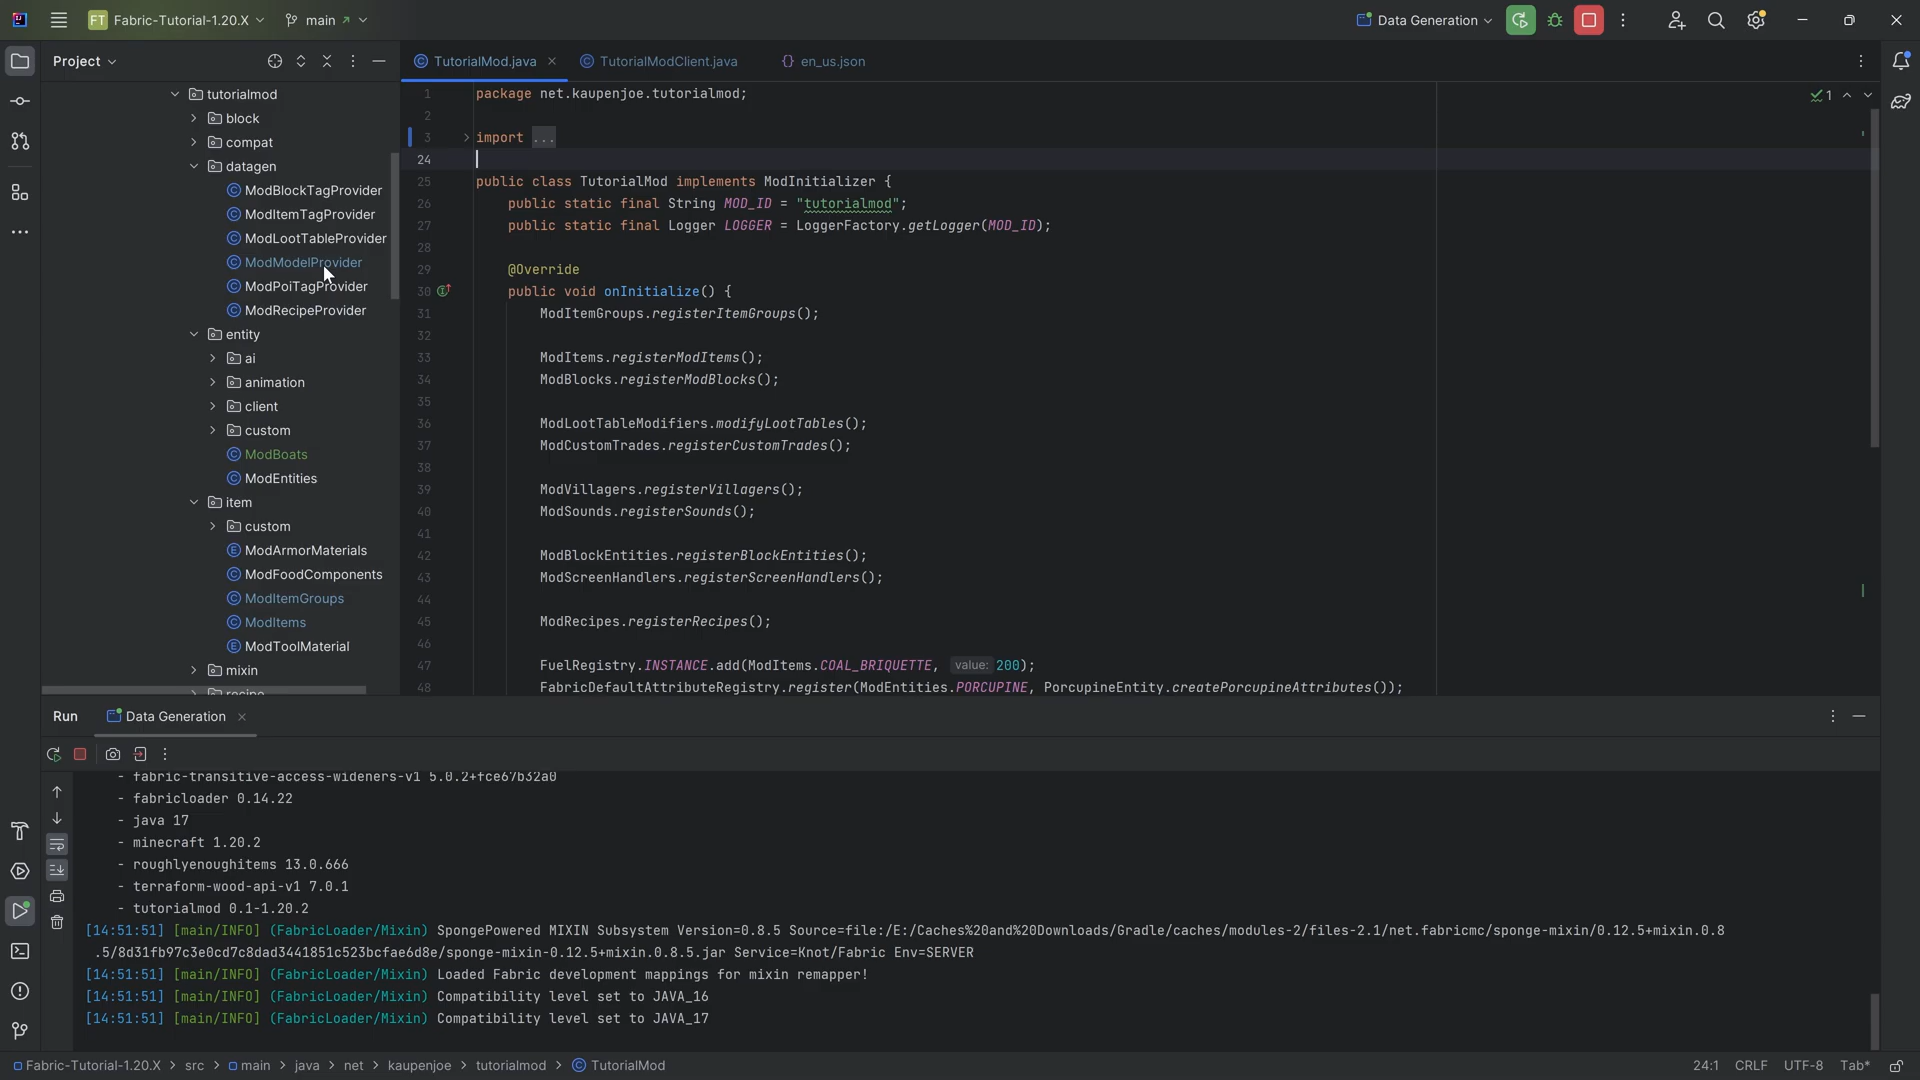 FT Fabric-Tutorial-1.20.X main Data Generation
Project
TutorialMod.java TutorialModClient.java {} en_us.json
tutorialmod
block
compat
datagen
ModBlockTagProvider
ModItemTagProvider
ModLootTableProvider
ModModelProvider
ModPoiTagProvider
ModRecipeProvider
entity
ai
animation
client
custom
ModBoats
ModEntities
item
custom
ModArmorMaterials
ModFoodComponents
ModItemGroups
ModItems
ModToolMaterial
mixin
recipe
1 package net.kaupenjoe.tutorialmod;
2
3 import ...
24
25 public class TutorialMod implements ModInitializer {
26 public static final String MOD_ID = "tutorialmod";
27 public static final Logger LOGGER = LoggerFactory.getLogger(MOD_ID);
28
29 @Override
30 public void onInitialize() {
31 ModItemGroups.registerItemGroups();
32
33 ModItems.registerModItems();
34 ModBlocks.registerModBlocks();
35
36 ModLootTableModifiers.modifyLootTables();
37 ModCustomTrades.registerCustomTrades();
38
39 ModVillagers.registerVillagers();
40 ModSounds.registerSounds();
41
42 ModBlockEntities.registerBlockEntities();
43 ModScreenHandlers.registerScreenHandlers();
44
45 ModRecipes.registerRecipes();
46
47 FuelRegistry.INSTANCE.add(ModItems.COAL_BRIQUETTE, value: 200);
48 FabricDefaultAttributeRegistry.register(ModEntities.PORCUPINE, PorcupineEntity.createPorcupineAttributes());
1
Run Data Generation
- fabric-transitive-access-wideners-v1 5.0.2+fce67b32a0
- fabricloader 0.14.22
- java 17
- minecraft 1.20.2
- roughlyenoughitems 13.0.666
- terraform-wood-api-v1 7.0.1
- tutorialmod 0.1-1.20.2
[14:51:51] [main/INFO] (FabricLoader/Mixin) SpongePowered MIXIN Subsystem Version=0.8.5 Source=file:/E:/Caches%20and%20Downloads/Gradle/caches/modules-2/files-2.1/net.fabricmc/sponge-mixin/0.12.5+mixin.0.8
.5/8d31fb97c3e0cd7c8dad3441851c523bcfae6d8e/sponge-mixin-0.12.5+mixin.0.8.5.jar Service=Knot/Fabric Env=SERVER
[14:51:51] [main/INFO] (FabricLoader/Mixin) Loaded Fabric development mappings for mixin remapper!
[14:51:51] [main/INFO] (FabricLoader/Mixin) Compatibility level set to JAVA_16
[14:51:51] [main/INFO] (FabricLoader/Mixin) Compatibility level set to JAVA_17
Fabric-Tutorial-1.20.X > src > main > java > net > kaupenjoe > tutorialmod > TutorialMod 24:1 CRLF UTF-8 Tab*